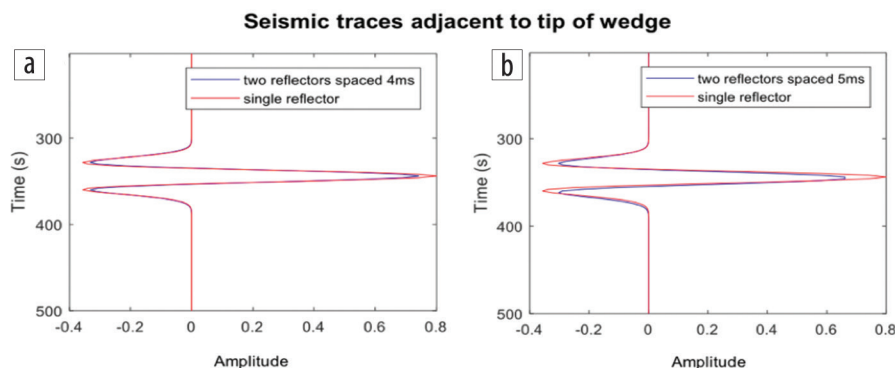 Seismic traces adjacent to tip of wedge
a
two reflectors spaced 4ms
single reflector
300
400
500
Time (s)
-0.4
-0.2
0
0.2
0.4
0.6
0.8
Amplitude
b
two reflectors spaced 5ms
single reflector
300
400
500
Time (s)
-0.4
-0.2
0
0.2
0.4
0.6
0.8
Amplitude